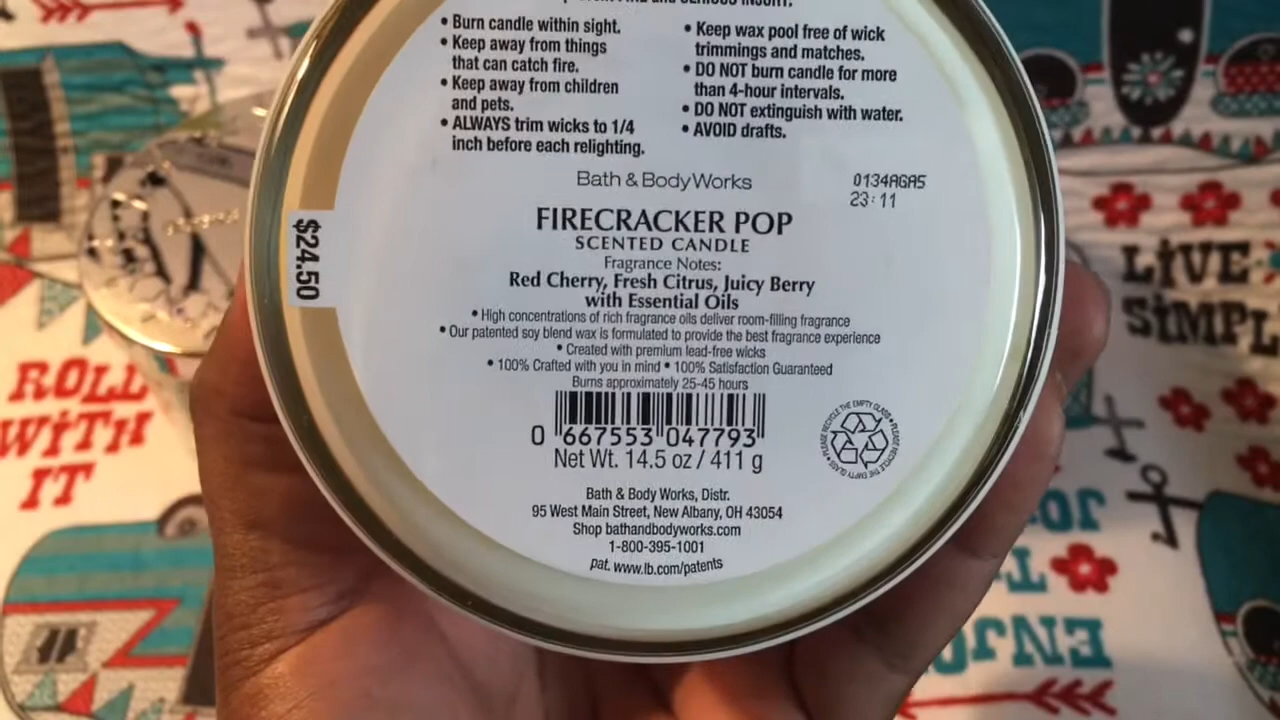 • Burn candle within sight.
• Keep away from things
that can catch fire.
• Keep away from children
and pets.
• ALWAYS trim wicks to 1/4
inch before each relighting.
• Keep wax pool free of wick
trimmings and matches.
• DO NOT burn candle for more
than 4-hour intervals.
• DO NOT extinguish with water.
• AVOID drafts.
Bath & Body Works
0134AGA5
23:11
FIRECRACKER POP
SCENTED CANDLE
Fragrance Notes:
Red Cherry, Fresh Citrus, Juicy Berry
with Essential Oils
• High concentrations of rich fragrance oils deliver room-filling fragrance
• Our patented soy blend wax is formulated to provide the best fragrance experience
• Created with premium lead-free wicks
• 100% Crafted with you in mind • 100% Satisfaction Guaranteed
Burns approximately 25-45 hours
0 667553 047793
Net Wt. 14.5 oz / 411 g
PLEASE RECYCLE THE EMPTY GLASS • PLEASE RECYCLE THE EMPTY GLASS •
Bath & Body Works, Distr.
95 West Main Street, New Albany, OH 43054
Shop bathandbodyworks.com
1-800-395-1001
pat. www.lb.com/patents
$24.50
ROLL
WITH
IT
LIVE
SIMPL
ENJO